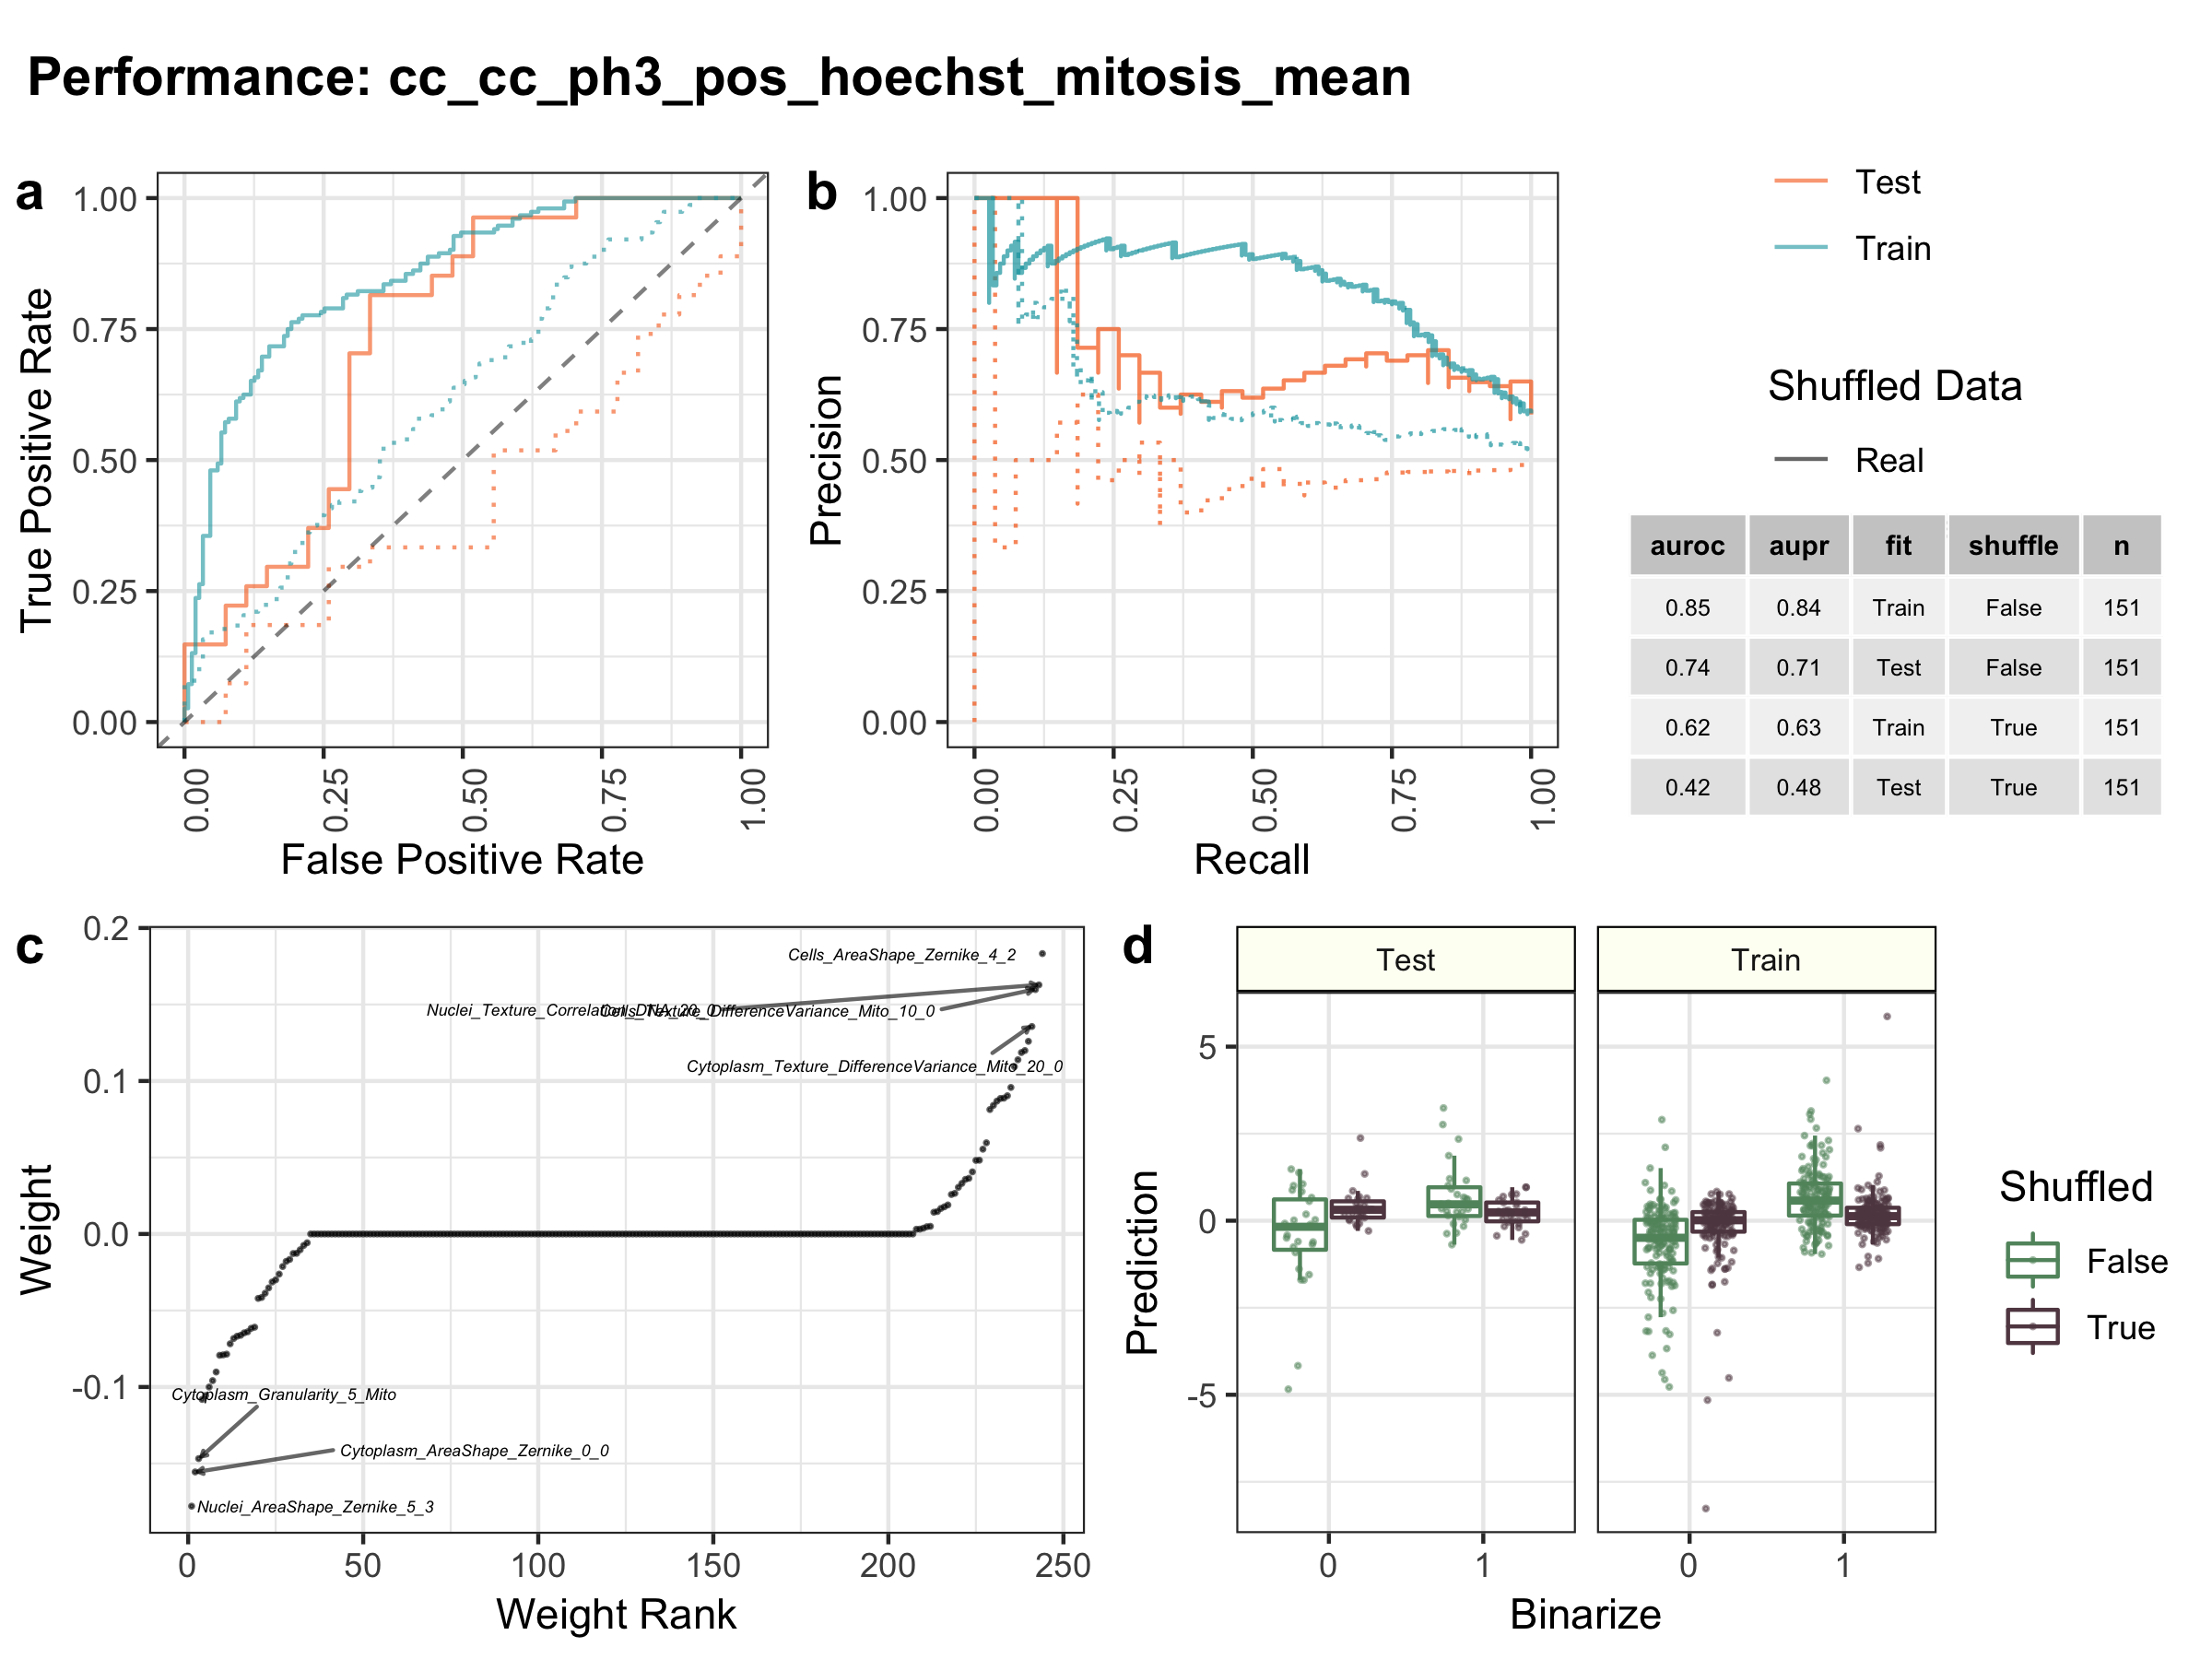 Performance: cc_cc_ph3_pos_hoechst_mitosis_mean
a
1.00
0.75
0.50
0.25
0.00
True Positive Rate
0.00
0.25
0.50
0.75
1.00
False Positive Rate
b
1.00
0.75
0.50
0.25
0.00
Precision
0.00
0.25
0.50
0.75
1.00
Recall
Test
Train
Shuffled Data
Real
auroc aupr fit shuffle n
0.85 0.84 Train False 151
0.74 0.71 Test False 151
0.62 0.63 Train True 151
0.42 0.48 Test True 151
c
0.2
0.1
0.0
-0.1
Weight
Cells_AreaShape_Zernike_4_2
Nuclei_Texture_Correlation_DNA_20_0
Cells_Texture_DifferenceVariance_Mito_10_0
Cytoplasm_Texture_DifferenceVariance_Mito_20_0
Cytoplasm_Granularity_5_Mito
Cytoplasm_AreaShape_Zernike_0_0
Nuclei_AreaShape_Zernike_5_3
0
50
100
150
200
250
Weight Rank
d
Test
Train
5
0
-5
Prediction
0
1
0
1
Binarize
Shuffled
False
True